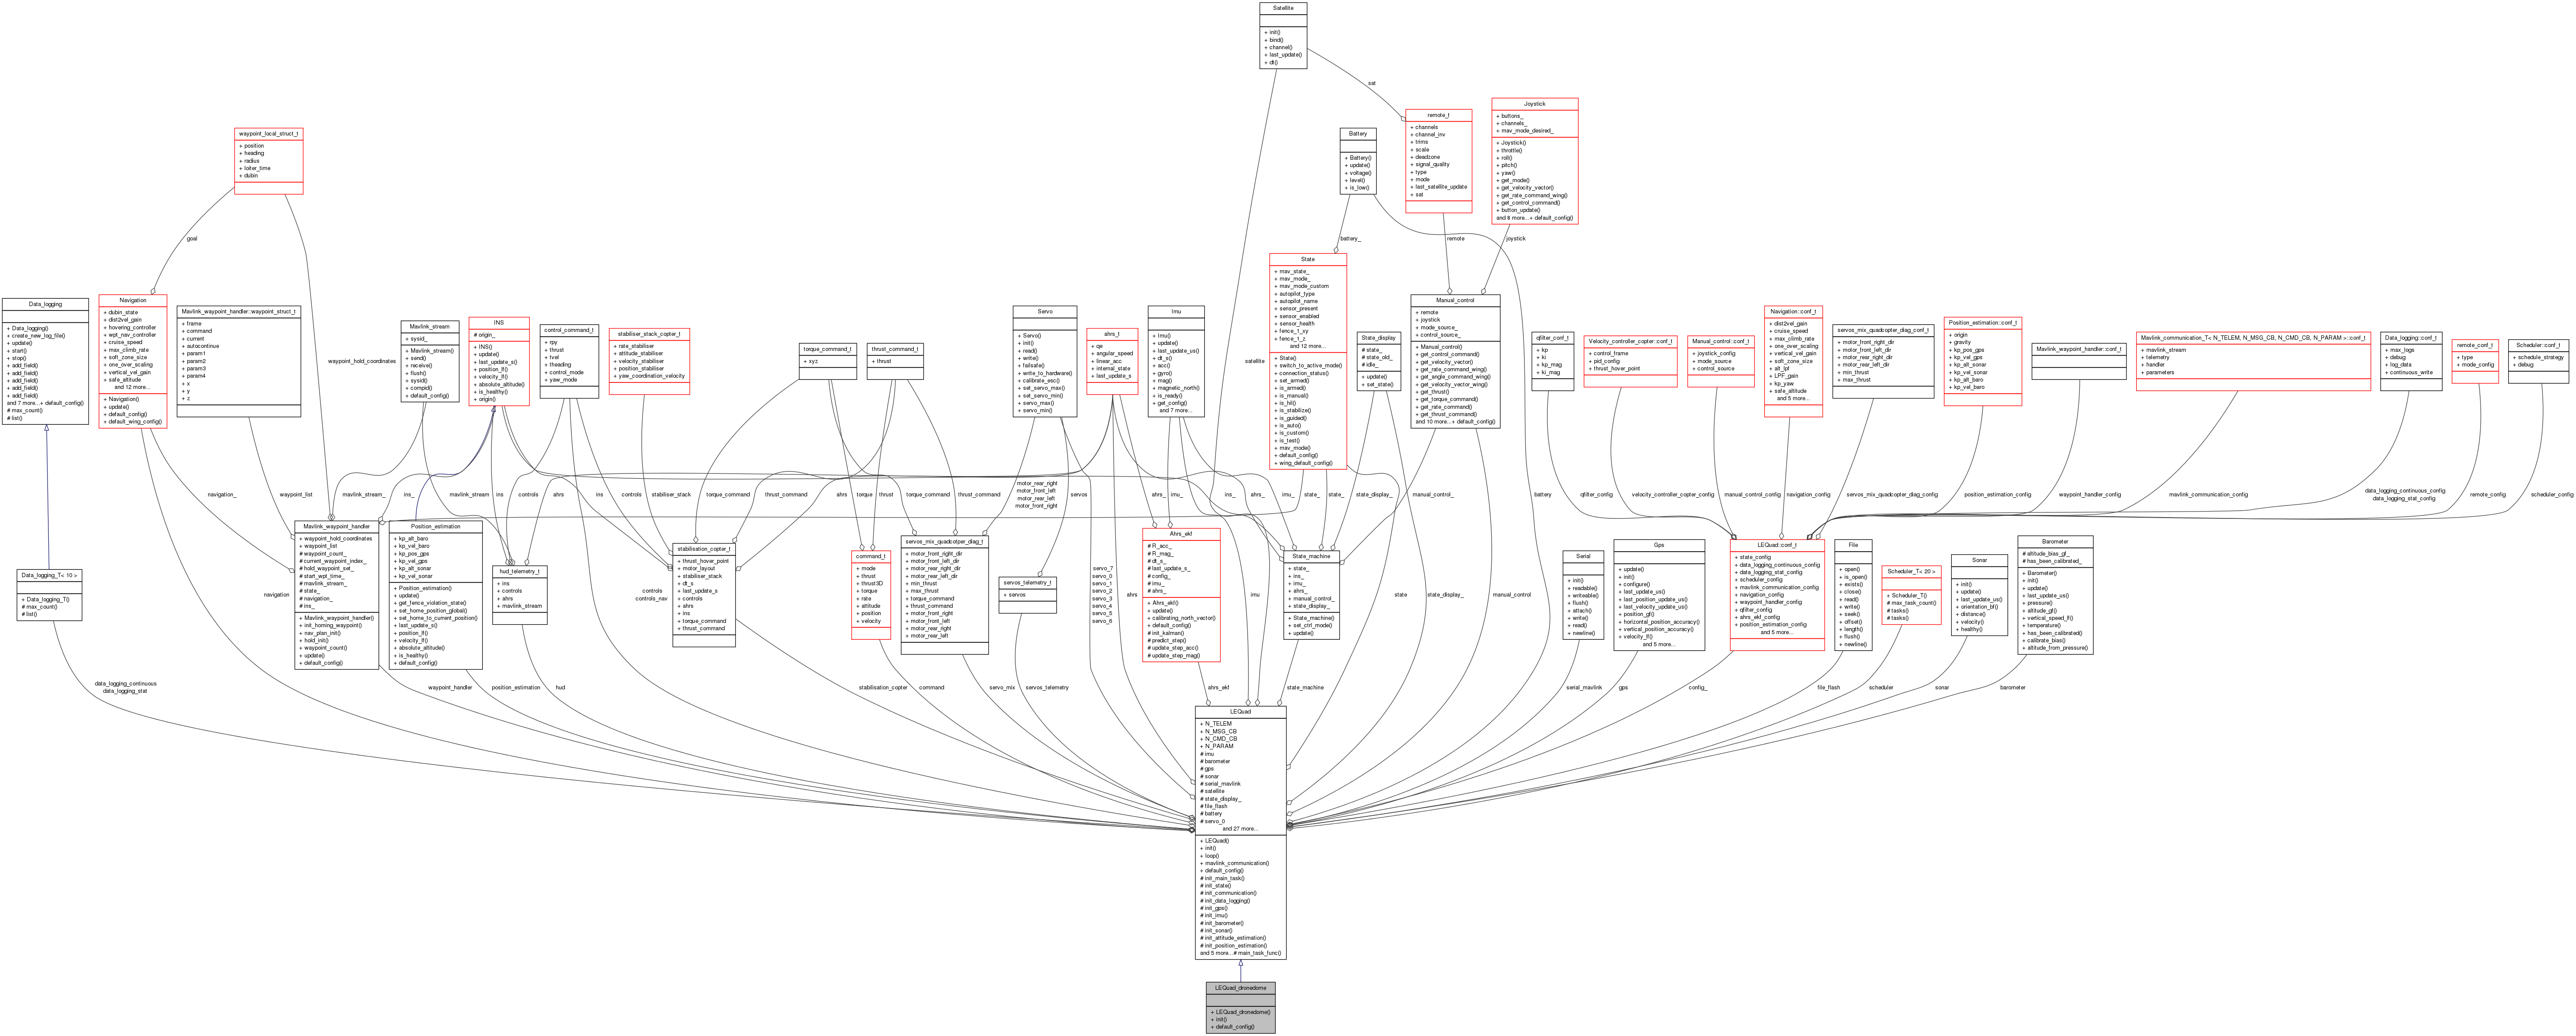 Satellite
+ init()
+ bind()
+ channel()
+ last_update()
+ dt()
sat
waypoint_local_struct_t
+ position
+ heading
+ radius
+ loiter_time
+ dubin
Battery
+ Battery()
+ update()
+ voltage()
+ level()
+ is_low()
remote_t
+ channels
+ channel_inv
+ trims
+ scale
+ deadzone
+ signal_quality
+ type
+ mode
+ last_satellite_update
+ sat
Joystick
+ buttons_
+ channels_
+ mav_mode_desired_
+ Joystick()
+ throttle()
+ roll()
+ pitch()
+ yaw()
+ get_mode()
+ get_velocity_vector()
+ get_rate_command_wing()
+ get_control_command()
+ button_update()
and 8 more...+ default_config()
goal
battery_
remote
joystick
Data_logging
+ Data_logging()
+ create_new_log_file()
+ update()
+ start()
+ stop()
+ add_field()
+ add_field()
+ add_field()
+ add_field()
+ add_field()
and 7 more...+ default_config()
# max_count()
# list()
Navigation
+ dubin_state
+ dist2vel_gain
+ hovering_controller
+ wpt_nav_controller
+ cruise_speed
+ max_climb_rate
+ soft_zone_size
+ one_over_scaling
+ vertical_vel_gain
+ safe_altitude
and 12 more...
+ Navigation()
+ update()
+ default_config()
+ default_wing_config()
Mavlink_waypoint_handler::waypoint_struct_t
+ frame
+ command
+ current
+ autocontinue
+ param1
+ param2
+ param3
+ param4
+ x
+ y
+ z
waypoint_hold_coordinates
Mavlink_stream
+ sysid_
+ Mavlink_stream()
+ send()
+ receive()
+ flush()
+ sysid()
+ compid()
+ default_config()
INS
# origin_
+ INS()
+ update()
+ last_update_s()
+ position_lf()
+ velocity_lf()
+ absolute_altitude()
+ is_healthy()
+ origin()
control_command_t
+ rpy
+ thrust
+ tvel
+ theading
+ control_mode
+ yaw_mode
stabiliser_stack_copter_t
+ rate_stabiliser
+ attitude_stabiliser
+ velocity_stabiliser
+ position_stabiliser
+ yaw_coordination_velocity
torque_command_t
+ xyz
thrust_command_t
+ thrust
Servo
+ Servo()
+ init()
+ read()
+ write()
+ failsafe()
+ write_to_hardware()
+ calibrate_esc()
+ set_servo_max()
+ set_servo_min()
+ servo_max()
+ servo_min()
ahrs_t
+ qe
+ angular_speed
+ linear_acc
+ internal_state
+ last_update_s
Imu
+ Imu()
+ update()
+ last_update_us()
+ dt_s()
+ acc()
+ gyro()
+ mag()
+ magnetic_north()
+ is_ready()
+ get_config()
and 7 more...
satellite
State
+ mav_state_
+ mav_mode_
+ mav_mode_custom
+ autopilot_type
+ autopilot_name
+ sensor_present
+ sensor_enabled
+ sensor_health
+ fence_1_xy
+ fence_1_z
and 12 more...
+ State()
+ switch_to_active_mode()
+ connection_status()
+ set_armed()
+ is_armed()
+ is_manual()
+ is_hil()
+ is_stabilize()
+ is_guided()
+ is_auto()
+ is_custom()
+ is_test()
+ mav_mode()
+ default_config()
+ wing_default_config()
State_display
# state_
# state_old_
# idle_
+ update()
+ set_state()
Manual_control
+ remote
+ joystick
+ mode_source_
+ control_source_
+ Manual_control()
+ get_control_command()
+ get_velocity_vector()
+ get_rate_command_wing()
+ get_angle_command_wing()
+ get_velocity_vector_wing()
+ get_thrust()
+ get_torque_command()
+ get_rate_command()
+ get_thrust_command()
and 10 more...+ default_config()
qfilter_conf_t
+ kp
+ ki
+ kp_mag
+ ki_mag
Velocity_controller_copter::conf_t
+ control_frame
+ pid_config
+ thrust_hover_point
Manual_control::conf_t
+ joystick_config
+ mode_source
+ control_source
Navigation::conf_t
+ dist2vel_gain
+ cruise_speed
+ max_climb_rate
+ one_over_scaling
+ vertical_vel_gain
+ soft_zone_size
+ alt_lpf
+ LPF_gain
+ kp_yaw
+ safe_altitude
and 5 more...
servos_mix_quadcopter_diag_conf_t
+ motor_front_right_dir
+ motor_front_left_dir
+ motor_rear_right_dir
+ motor_rear_left_dir
+ min_thrust
+ max_thrust
Position_estimation::conf_t
+ origin
+ gravity
+ kp_pos_gps
+ kp_vel_gps
+ kp_alt_sonar
+ kp_vel_sonar
+ kp_alt_baro
+ kp_vel_baro
Mavlink_waypoint_handler::conf_t
Mavlink_communication_T< N_TELEM, N_MSG_CB, N_CMD_CB, N_PARAM >::conf_t
+ mavlink_stream
+ telemetry
+ handler
+ parameters
Data_logging::conf_t
+ max_logs
+ debug
+ log_data
+ continuous_write
remote_conf_t
+ type
+ mode_config
Scheduler::conf_t
+ schedule_strategy
+ debug
navigation_
waypoint_list
mavlink_stream_
ins_
mavlink_stream
ins
controls
ahrs
ins
controls
stabiliser_stack
torque_command
thrust_command
ahrs
torque
thrust
torque_command
thrust_command
motor_rear_right
motor_front_left
motor_rear_left
motor_front_right
servos
ahrs_
imu_
ins_
ahrs_
imu_
state_
state_
state_display_
manual_control_
battery
qfilter_config
velocity_controller_copter_config
manual_control_config
navigation_config
servos_mix_quadcopter_diag_config
position_estimation_config
waypoint_handler_config
mavlink_communication_config
data_logging_continuous_config
data_logging_stat_config
remote_config
scheduler_config
Data_logging_T< 10 >
+ Data_logging_T()
# max_count()
# list()
navigation
Mavlink_waypoint_handler
+ waypoint_hold_coordinates
+ waypoint_list
# waypoint_count_
# current_waypoint_index_
# hold_waypoint_set_
# start_wpt_time_
# mavlink_stream_
# state_
# navigation_
# ins_
+ Mavlink_waypoint_handler()
+ init_homing_waypoint()
+ nav_plan_init()
+ hold_init()
+ waypoint_count()
+ update()
+ default_config()
Position_estimation
+ kp_alt_baro
+ kp_vel_baro
+ kp_pos_gps
+ kp_vel_gps
+ kp_alt_sonar
+ kp_vel_sonar
+ Position_estimation()
+ update()
+ get_fence_violation_state()
+ set_home_position_global()
+ set_home_to_current_position()
+ last_update_s()
+ position_lf()
+ velocity_lf()
+ absolute_altitude()
+ is_healthy()
+ default_config()
hud_telemetry_t
+ ins
+ controls
+ ahrs
+ mavlink_stream
controls
controls_nav
stabilisation_copter_t
+ thrust_hover_point
+ motor_layout
+ stabiliser_stack
+ dt_s
+ last_update_s
+ controls
+ ahrs
+ ins
+ torque_command
+ thrust_command
command_t
+ mode
+ thrust
+ thrust3D
+ torque
+ rate
+ attitude
+ position
+ velocity
servos_mix_quadcotper_diag_t
+ motor_front_right_dir
+ motor_front_left_dir
+ motor_rear_right_dir
+ motor_rear_left_dir
+ min_thrust
+ max_thrust
+ torque_command
+ thrust_command
+ motor_front_right
+ motor_front_left
+ motor_rear_right
+ motor_rear_left
servos_telemetry_t
+ servos
servo_7
servo_0
servo_1
servo_2
servo_3
servo_4
servo_5
servo_6
ahrs
Ahrs_ekf
# R_acc_
# R_mag_
# dt_s_
# last_update_s_
# config_
# imu_
# ahrs_
+ Ahrs_ekf()
+ update()
+ calibrating_north_vector()
+ default_config()
# init_kalman()
# predict_step()
# update_step_acc()
# update_step_mag()
imu
State_machine
+ state_
+ ins_
+ imu_
+ ahrs_
+ manual_control_
+ state_display_
+ State_machine()
+ set_ctrl_mode()
+ update()
state
state_display_
manual_control
Serial
+ init()
+ readable()
+ writeable()
+ flush()
+ attach()
+ write()
+ read()
+ newline()
Gps
+ update()
+ init()
+ configure()
+ last_update_us()
+ last_position_update_us()
+ last_velocity_update_us()
+ position_gf()
+ horizontal_position_accuracy()
+ vertical_position_accuracy()
+ velocity_lf()
and 5 more...
LEQuad::conf_t
+ state_config
+ data_logging_continuous_config
+ data_logging_stat_config
+ scheduler_config
+ mavlink_communication_config
+ navigation_config
+ waypoint_handler_config
+ qfilter_config
+ ahrs_ekf_config
+ position_estimation_config
and 5 more...
File
+ open()
+ is_open()
+ exists()
+ close()
+ read()
+ write()
+ seek()
+ offset()
+ length()
+ flush()
+ newline()
Scheduler_T< 20 >
+ Scheduler_T()
# max_task_count()
# tasks()
Sonar
+ init()
+ update()
+ last_update_us()
+ orientation_bf()
+ distance()
+ velocity()
+ healthy()
Barometer
# altitude_bias_gf_
# has_been_calibrated_
+ Barometer()
+ init()
+ update()
+ last_update_us()
+ pressure()
+ altitude_gf()
+ vertical_speed_lf()
+ temperature()
+ has_been_calibrated()
+ calibrate_bias()
+ altitude_from_pressure()
data_logging_continuous
data_logging_stat
waypoint_handler
position_estimation
hud
stabilisation_copter
command
servo_mix
servos_telemetry
ahrs_ekf
state_machine
serial_mavlink
gps
config_
file_flash
scheduler
sonar
barometer
LEQuad
+ N_TELEM
+ N_MSG_CB
+ N_CMD_CB
+ N_PARAM
# imu
# barometer
# gps
# sonar
# serial_mavlink
# satellite
# state_display_
# file_flash
# battery
# servo_0
and 27 more...
+ LEQuad()
+ init()
+ loop()
+ mavlink_communication()
+ default_config()
# init_main_task()
# init_state()
# init_communication()
# init_data_logging()
# init_gps()
# init_imu()
# init_barometer()
# init_sonar()
# init_attitude_estimation()
# init_position_estimation()
and 5 more...# main_task_func()
LEQuad_dronedome
+ LEQuad_dronedome()
+ init()
+ default_config()